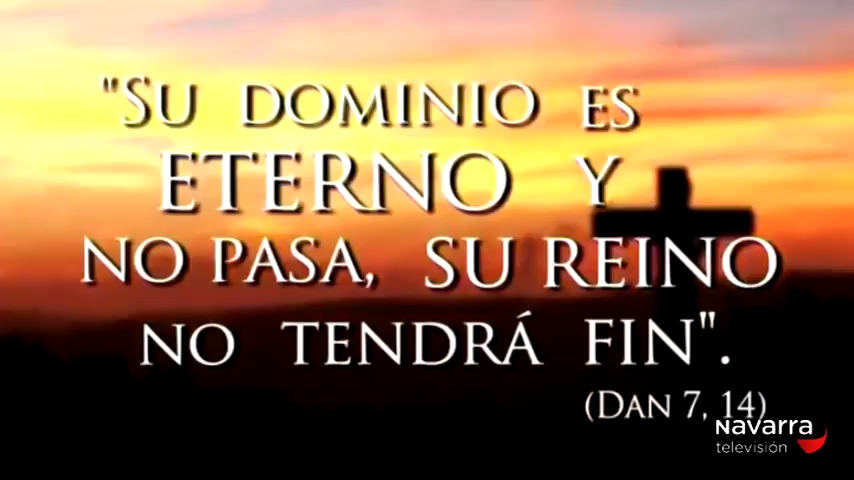 "SU DOMINIO ES
ETERNO Y
NO PASA, SU REINO
NO TENDRÁ FIN".
(DAN 7, 14)
Navarra
televisión